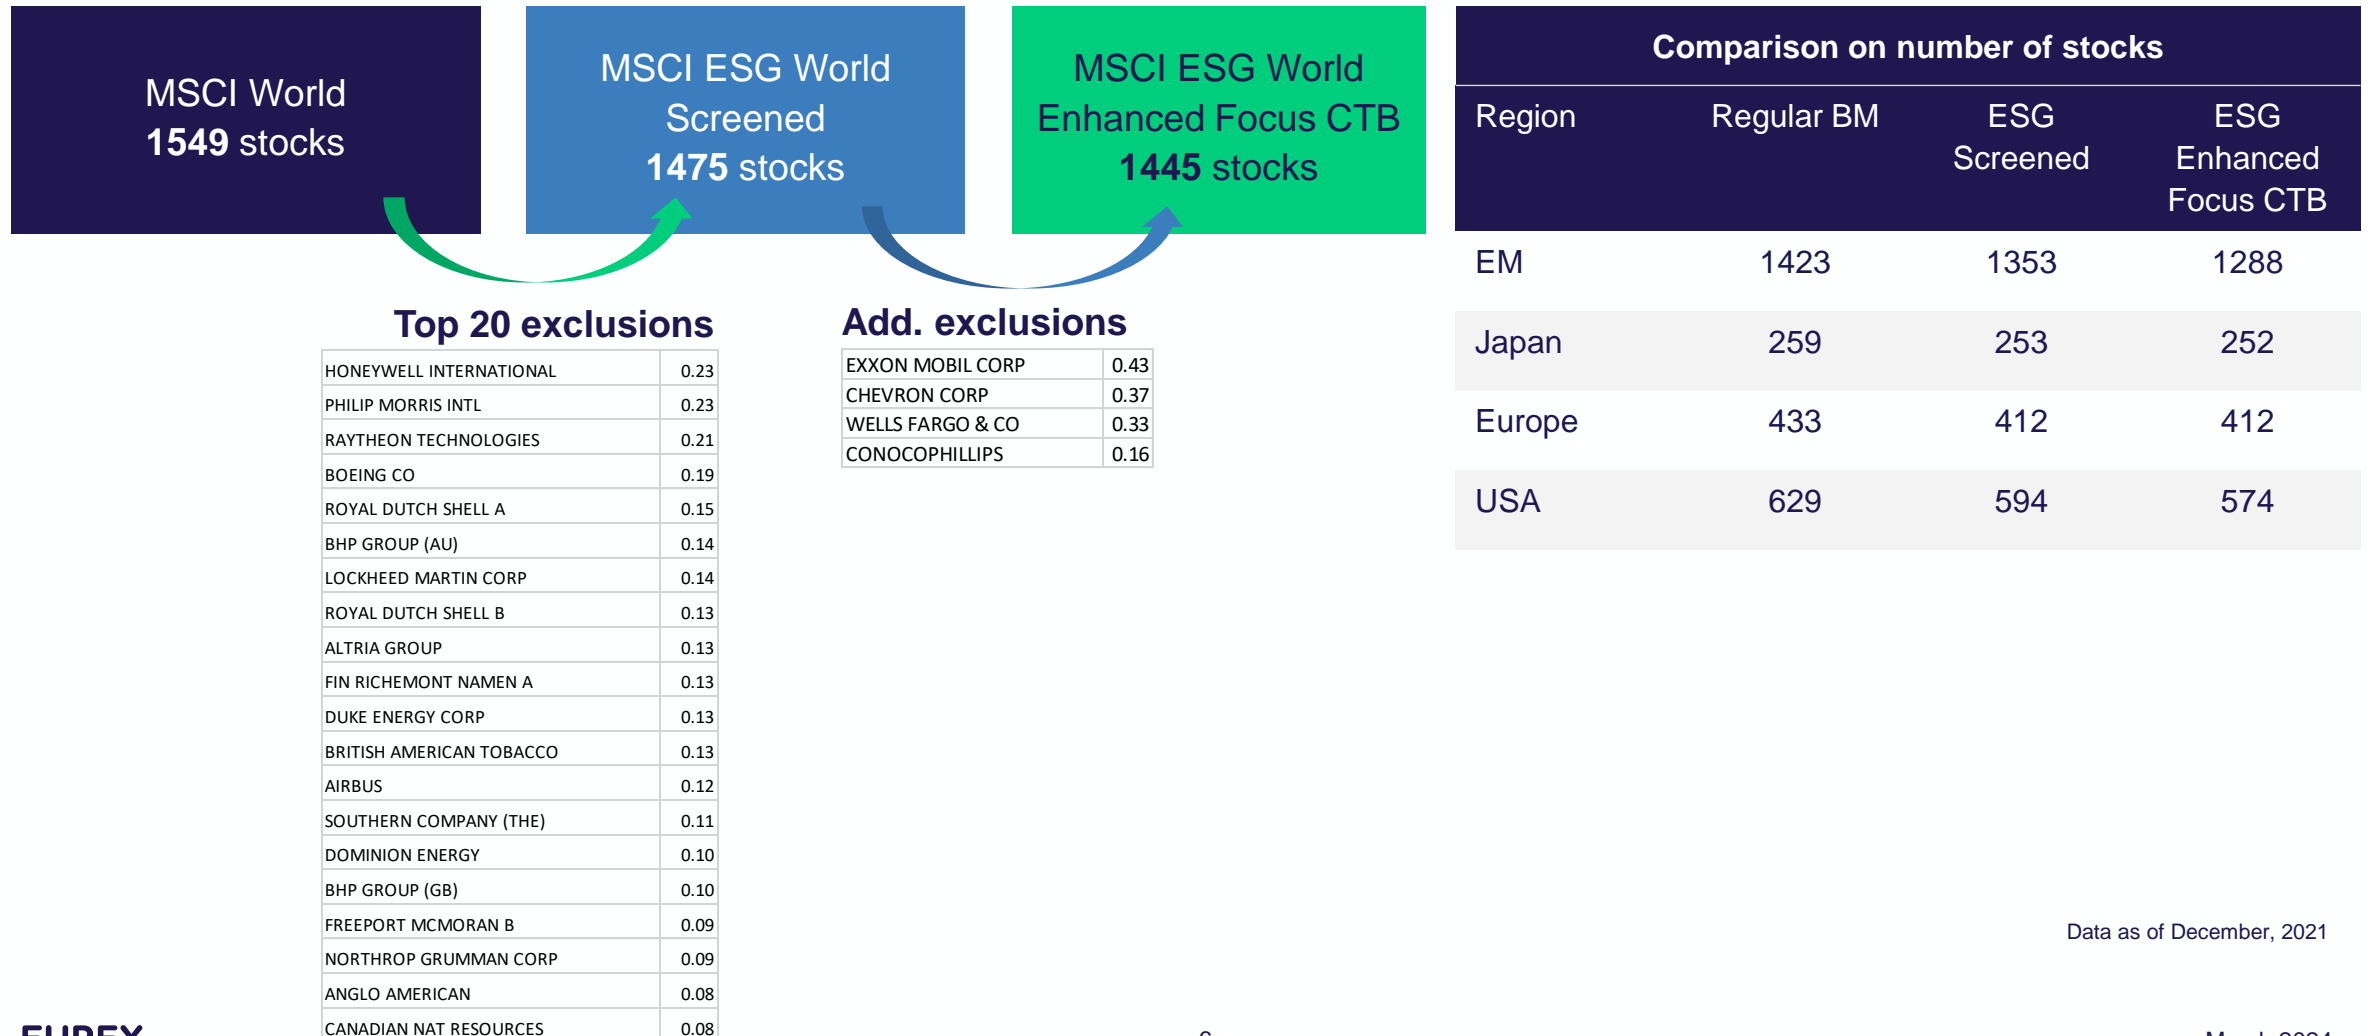 MSCI World
1549 stocks
MSCI ESG World
Screened
1475 stocks
MSCI ESG World
Enhanced Focus CTB
1445 stocks
Top 20 exclusions
HONEYWELL INTERNATIONAL 0.23
PHILIP MORRIS INTL 0.23
RAYTHEON TECHNOLOGIES 0.21
BOEING CO 0.19
ROYAL DUTCH SHELL A 0.15
BHP GROUP (AU) 0.14
LOCKHEED MARTIN CORP 0.14
ROYAL DUTCH SHELL B 0.13
ALTRIA GROUP 0.13
FIN RICHEMONT NAMEN A 0.13
DUKE ENERGY CORP 0.13
BRITISH AMERICAN TOBACCO 0.13
AIRBUS 0.12
SOUTHERN COMPANY (THE) 0.11
DOMINION ENERGY 0.10
BHP GROUP (GB) 0.10
FREEPORT MCMORAN B 0.09
NORTHROP GRUMMAN CORP 0.09
ANGLO AMERICAN 0.08
CANADIAN NAT RESOURCES 0.08
Add. exclusions
EXXON MOBIL CORP 0.43
CHEVRON CORP 0.37
WELLS FARGO & CO 0.33
CONOCOPHILLIPS 0.16
Comparison on number of stocks
Region Regular BM ESG Screened ESG Enhanced Focus CTB
EM 1423 1353 1288
Japan 259 253 252
Europe 433 412 412
USA 629 594 574
Data as of December, 2021
EUREX